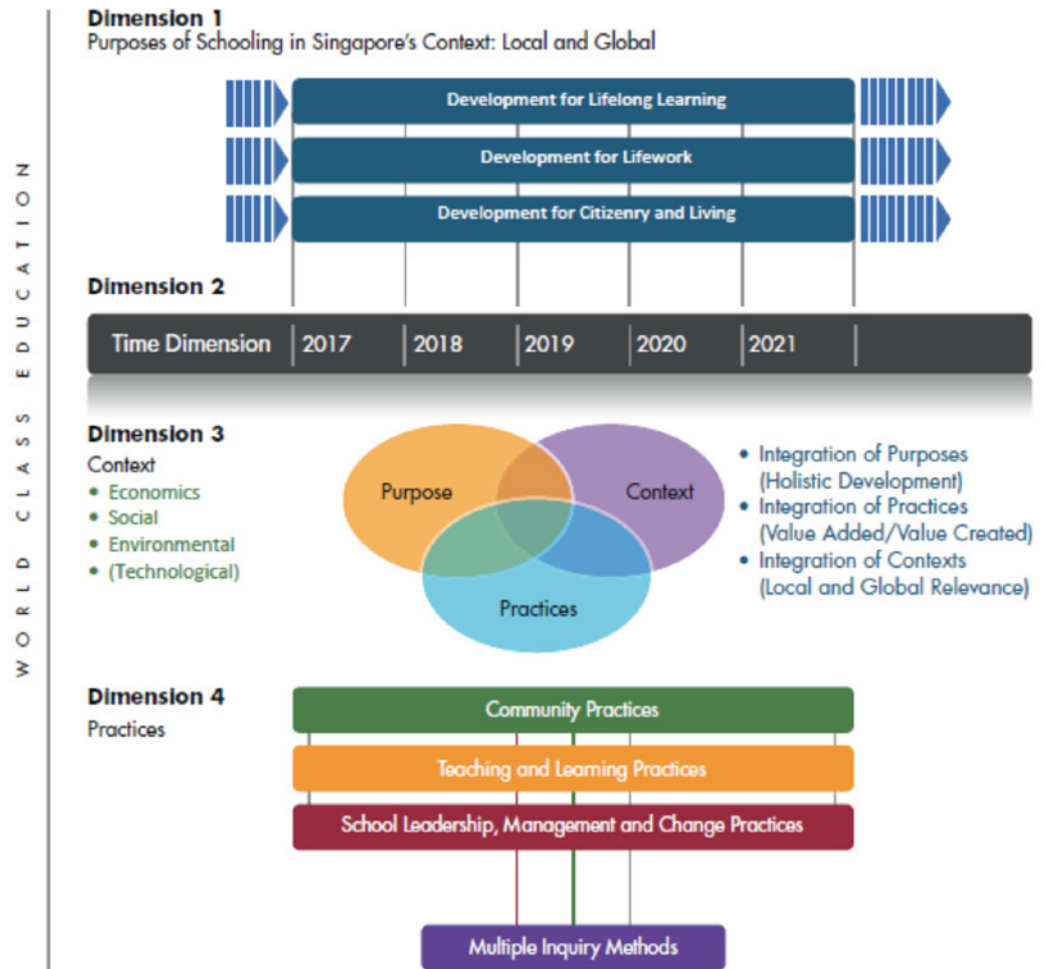 WORLD CLASS EDUCATION
Dimension 1
Purposes of Schooling in Singapore's Context: Local and Global
Development for Lifelong Learning
Development for Lifework
Development for Citizenry and Living
Dimension 2
Time Dimension 2017 2018 2019 2020 2021
Dimension 3
Context
• Economics
• Social
• Environmental
• (Technological)
Purpose
Context
Practices
• Integration of Purposes
(Holistic Development)
• Integration of Practices
(Value Added/Value Created)
• Integration of Contexts
(Local and Global Relevance)
Dimension 4
Practices
Community Practices
Teaching and Learning Practices
School Leadership, Management and Change Practices
Multiple Inquiry Methods